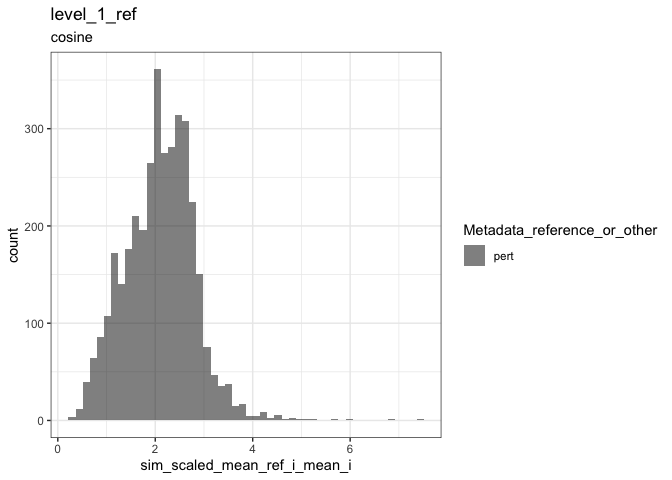 level_1_ref
cosine
300
200
100
0
count
0 2 4 6
sim_scaled_mean_ref_i_mean_i
Metadata_reference_or_other
pert